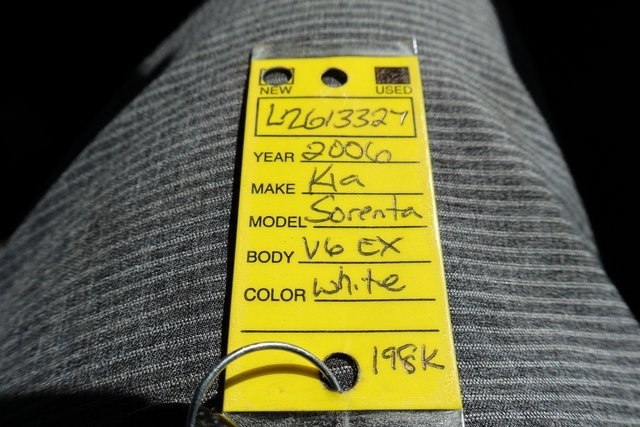 NEW USED
L2613327
YEAR 2006
MAKE Kia
MODEL Sorenta
BODY V6 EX
COLOR white
198K